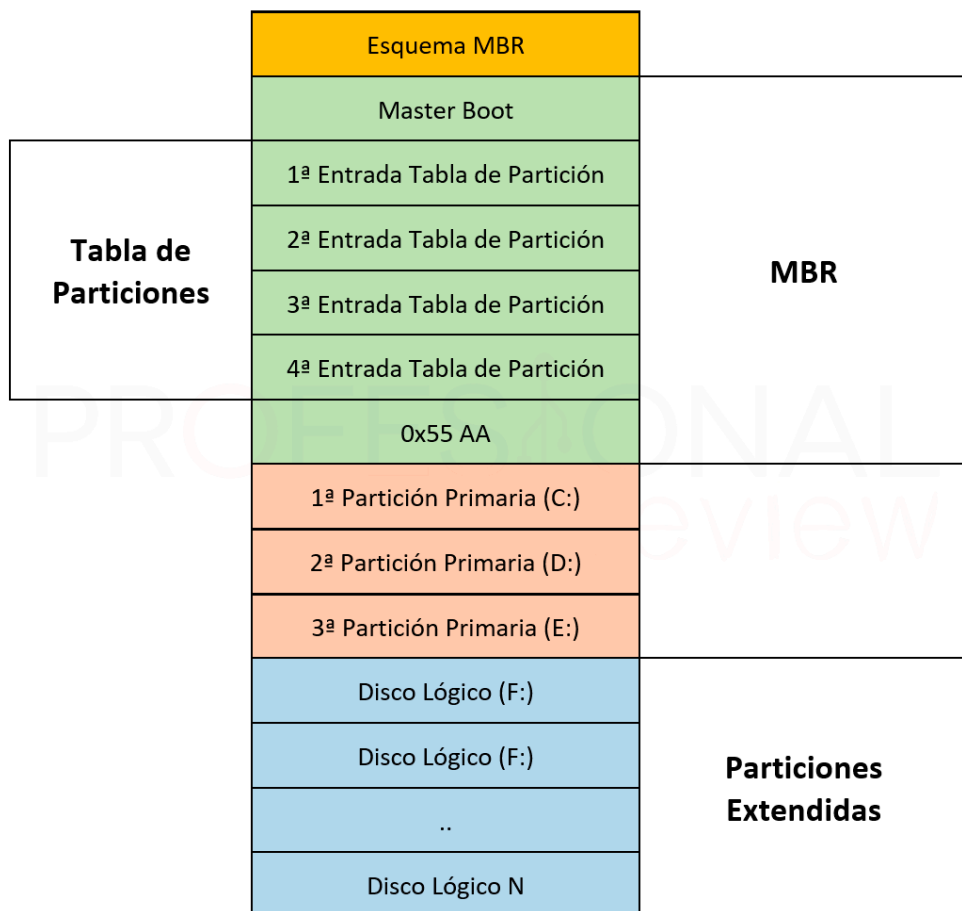 Esquema MBR
Master Boot
1ª Entrada Tabla de Partición
2ª Entrada Tabla de Partición
3ª Entrada Tabla de Partición
4ª Entrada Tabla de Partición
0x55 AA
Tabla de
Particiones
MBR
1ª Partición Primaria (C:)
2ª Partición Primaria (D:)
3ª Partición Primaria (E:)
Disco Lógico (F:)
Disco Lógico (F:)
..
Disco Lógico N
Particiones
Extendidas
PROFESIONAL
review